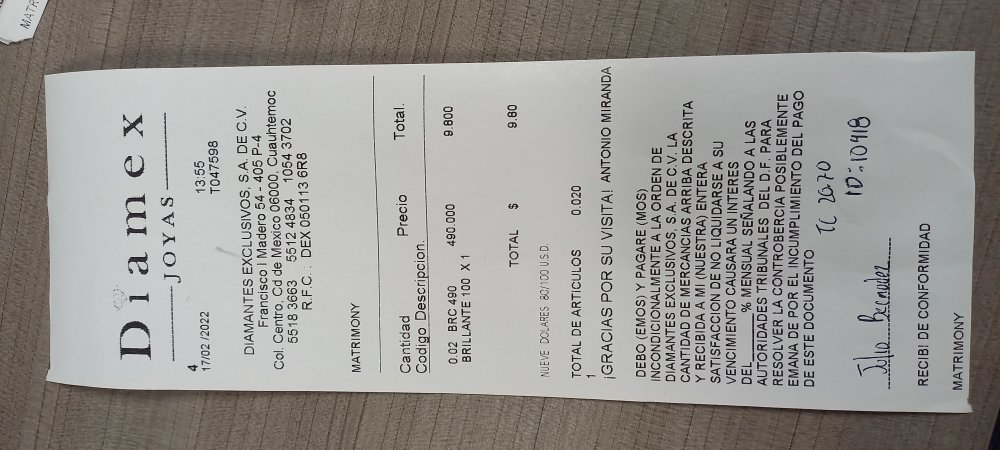 MATR
Diamex
JOYAS
4
17/02 /2022 13:55
T047598
DIAMANTES EXCLUSIVOS, S.A. DE C.V.
Francisco I Madero 54 - 405 P-4
Col. Centro, Cd de Mexico 06000, Cuauhtemoc
5518 3663 5512 4834 1054 3702
R.F.C. : DEX 050113 6R8
MATRIMONY
Cantidad Precio Total.
Codigo Descripcion.
0.02 BRC 490 490.000 9.800
BRILLANTE 100 X 1
TOTAL $ 9.80
NUEVE DOLARES 80/100 U.S.D.
TOTAL DE ARTICULOS 0.020
1
¡GRACIAS POR SU VISITA! ANTONIO MIRANDA
DEBO (EMOS) Y PAGARE (MOS)
INCONDICIONALMENTE A LA ORDEN DE
DIAMANTES EXCLUSIVOS, S.A. DE C.V. LA
CANTIDAD DE MERCANCIAS ARRIBA DESCRITA
Y RECIBIDA A MI (NUESTRA) ENTERA
SATISFACCION DE NO LIQUIDARSE A SU
VENCIMIENTO CAUSARA UN INTERES
DEL_____% MENSUAL SEÑALANDO A LAS
AUTORIDADES TRIBUNALES DEL D.F. PARA
RESOLVER LA CONTROBERCIA POSIBLEMENTE
EMANA DE POR EL INCUMPLIMIENTO DEL PAGO
DE ESTE DOCUMENTO
TC 20.70
ID: 10418
Julio
RECIBI DE CONFORMIDAD
MATRIMONY